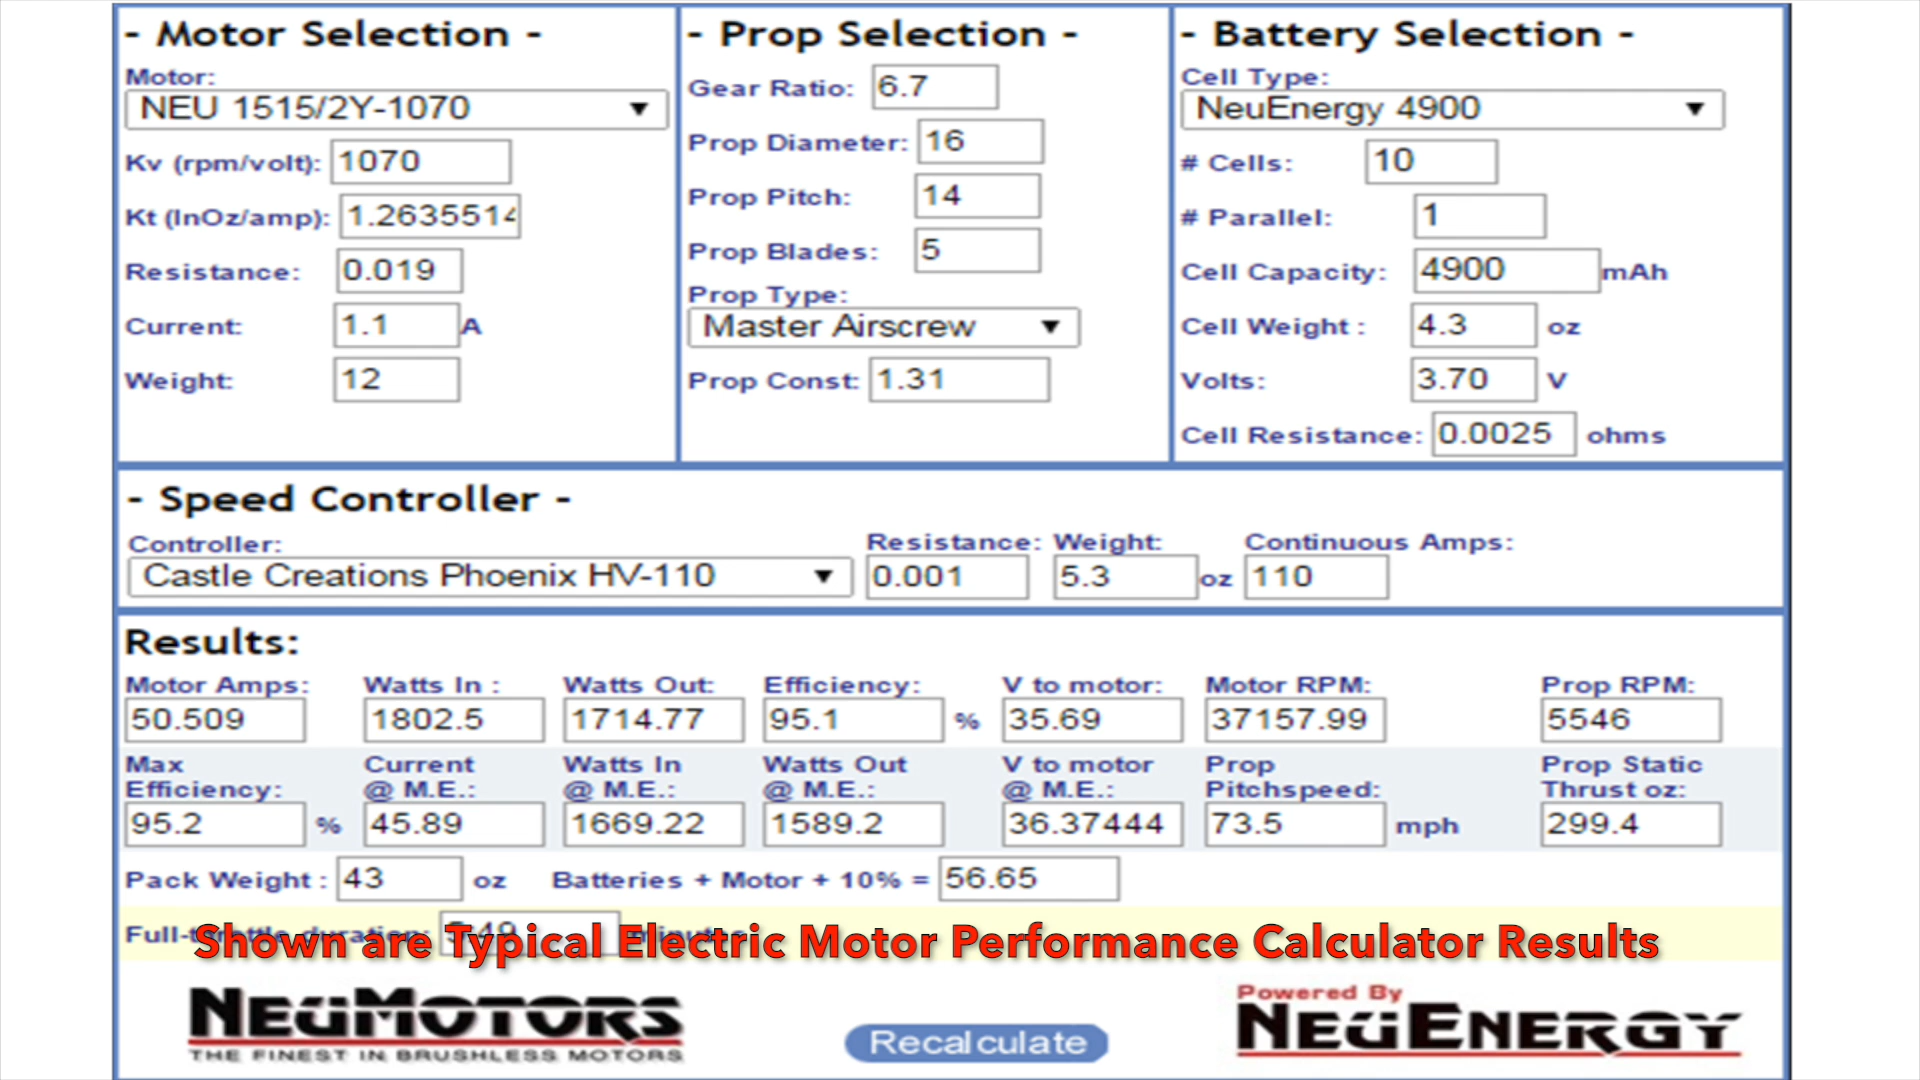 - Motor Selection -
Motor:
NEU 1515/2Y-1070
Kv (rpm/volt): 1070
Kt (InOz/amp): 1.2635514
Resistance: 0.019
Current: 1.1 A
Weight: 12
- Prop Selection -
Gear Ratio: 6.7
Prop Diameter: 16
Prop Pitch: 14
Prop Blades: 5
Prop Type:
Master Airscrew
Prop Const: 1.31
- Battery Selection -
Cell Type:
NeuEnergy 4900
# Cells: 10
# Parallel: 1
Cell Capacity: 4900 mAh
Cell Weight : 4.3 oz
Volts: 3.70 V
Cell Resistance: 0.0025 ohms
- Speed Controller -
Controller: Resistance: Weight: Continuous Amps:
Castle Creations Phoenix HV-110 0.001 5.3 oz 110
Results:
Motor Amps: Watts In : Watts Out: Efficiency: V to motor: Motor RPM: Prop RPM:
50.509 1802.5 1714.77 95.1 % 35.69 37157.99 5546
Max Current Watts In Watts Out V to motor Prop Prop Static
Efficiency: @ M.E.: @ M.E.: @ M.E.: @ M.E.: Pitchspeed: Thrust oz:
95.2 % 45.89 1669.22 1589.2 36.37444 73.5 mph 299.4
Pack Weight : 43 oz Batteries + Motor + 10% = 56.65
Full-throttle duration: minutes
Shown are Typical Electric Motor Performance Calculator Results
NEUMOTORS
THE FINEST IN BRUSHLESS MOTORS
Recalculate
Powered By
NEUENERGY